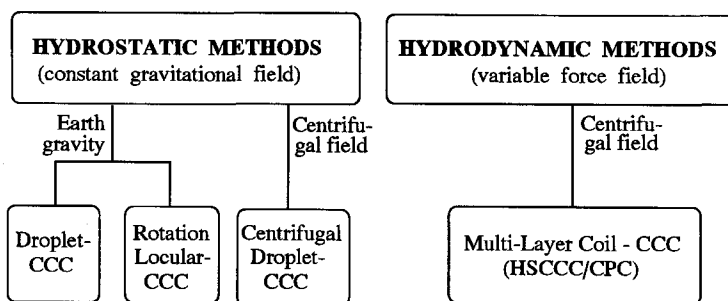 HYDROSTATIC METHODS
(constant gravitational field)
HYDRODYNAMIC METHODS
(variable force field)
Earth
gravity
Centrifu-
gal field
Centrifu-
gal field
Droplet-
CCC
Rotation
Locular-
CCC
Centrifugal
Droplet-
CCC
Multi-Layer Coil - CCC
(HSCCC/CPC)